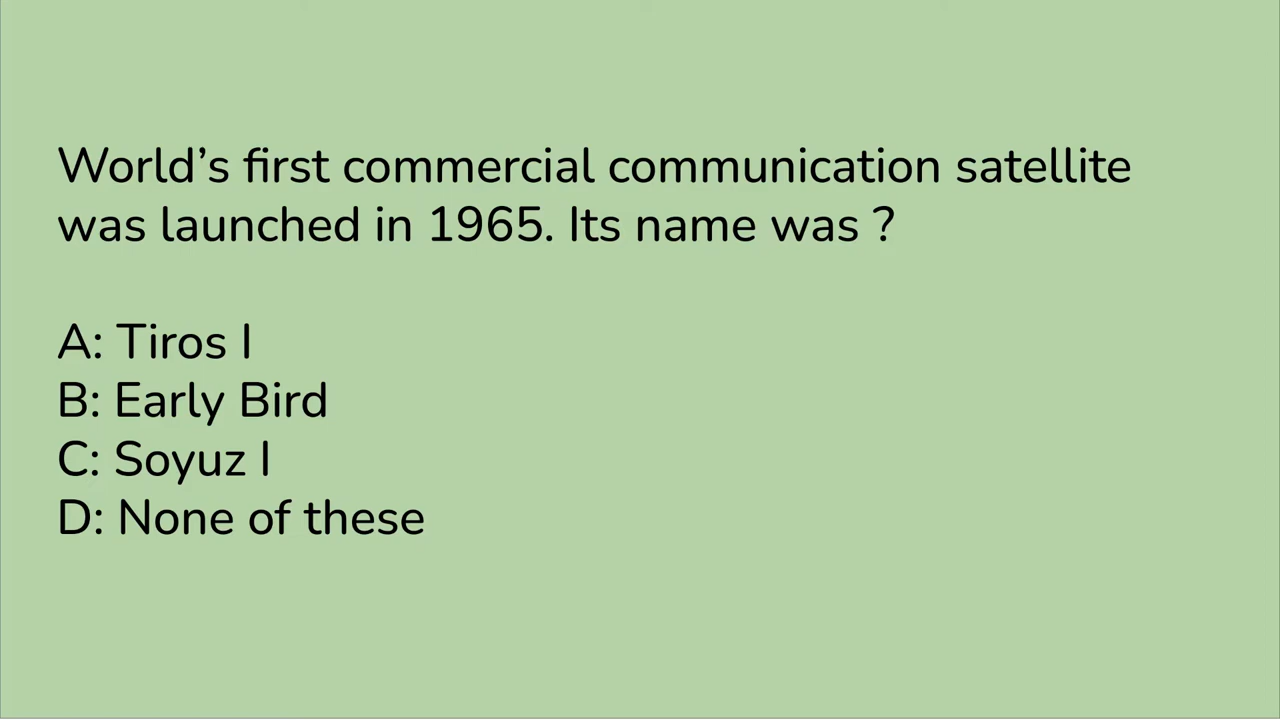 World’s first commercial communication satellite
was launched in 1965. Its name was ?
A: Tiros I
B: Early Bird
C: Soyuz I
D: None of these